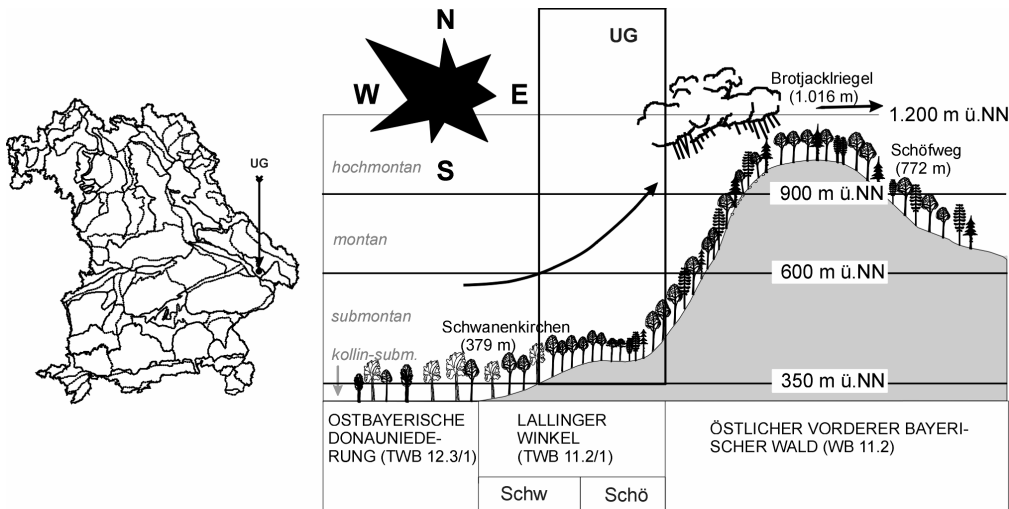 UG
N
W
E
S
UG
Brotjacklriegel
(1.016 m)
1.200 m ü.NN
Schöfweg
(772 m)
hochmontan
900 m ü.NN
montan
600 m ü.NN
submontan
Schwanenkirchen
(379 m)
kollin-subm.
350 m ü.NN
OSTBAYERISCHE
DONAUNIEDE-
RUNG (TWB 12.3/1)
LALLINGER
WINKEL
(TWB 11.2/1)
ÖSTLICHER VORDERER BAYERI-
SCHER WALD (WB 11.2)
Schw
Schö